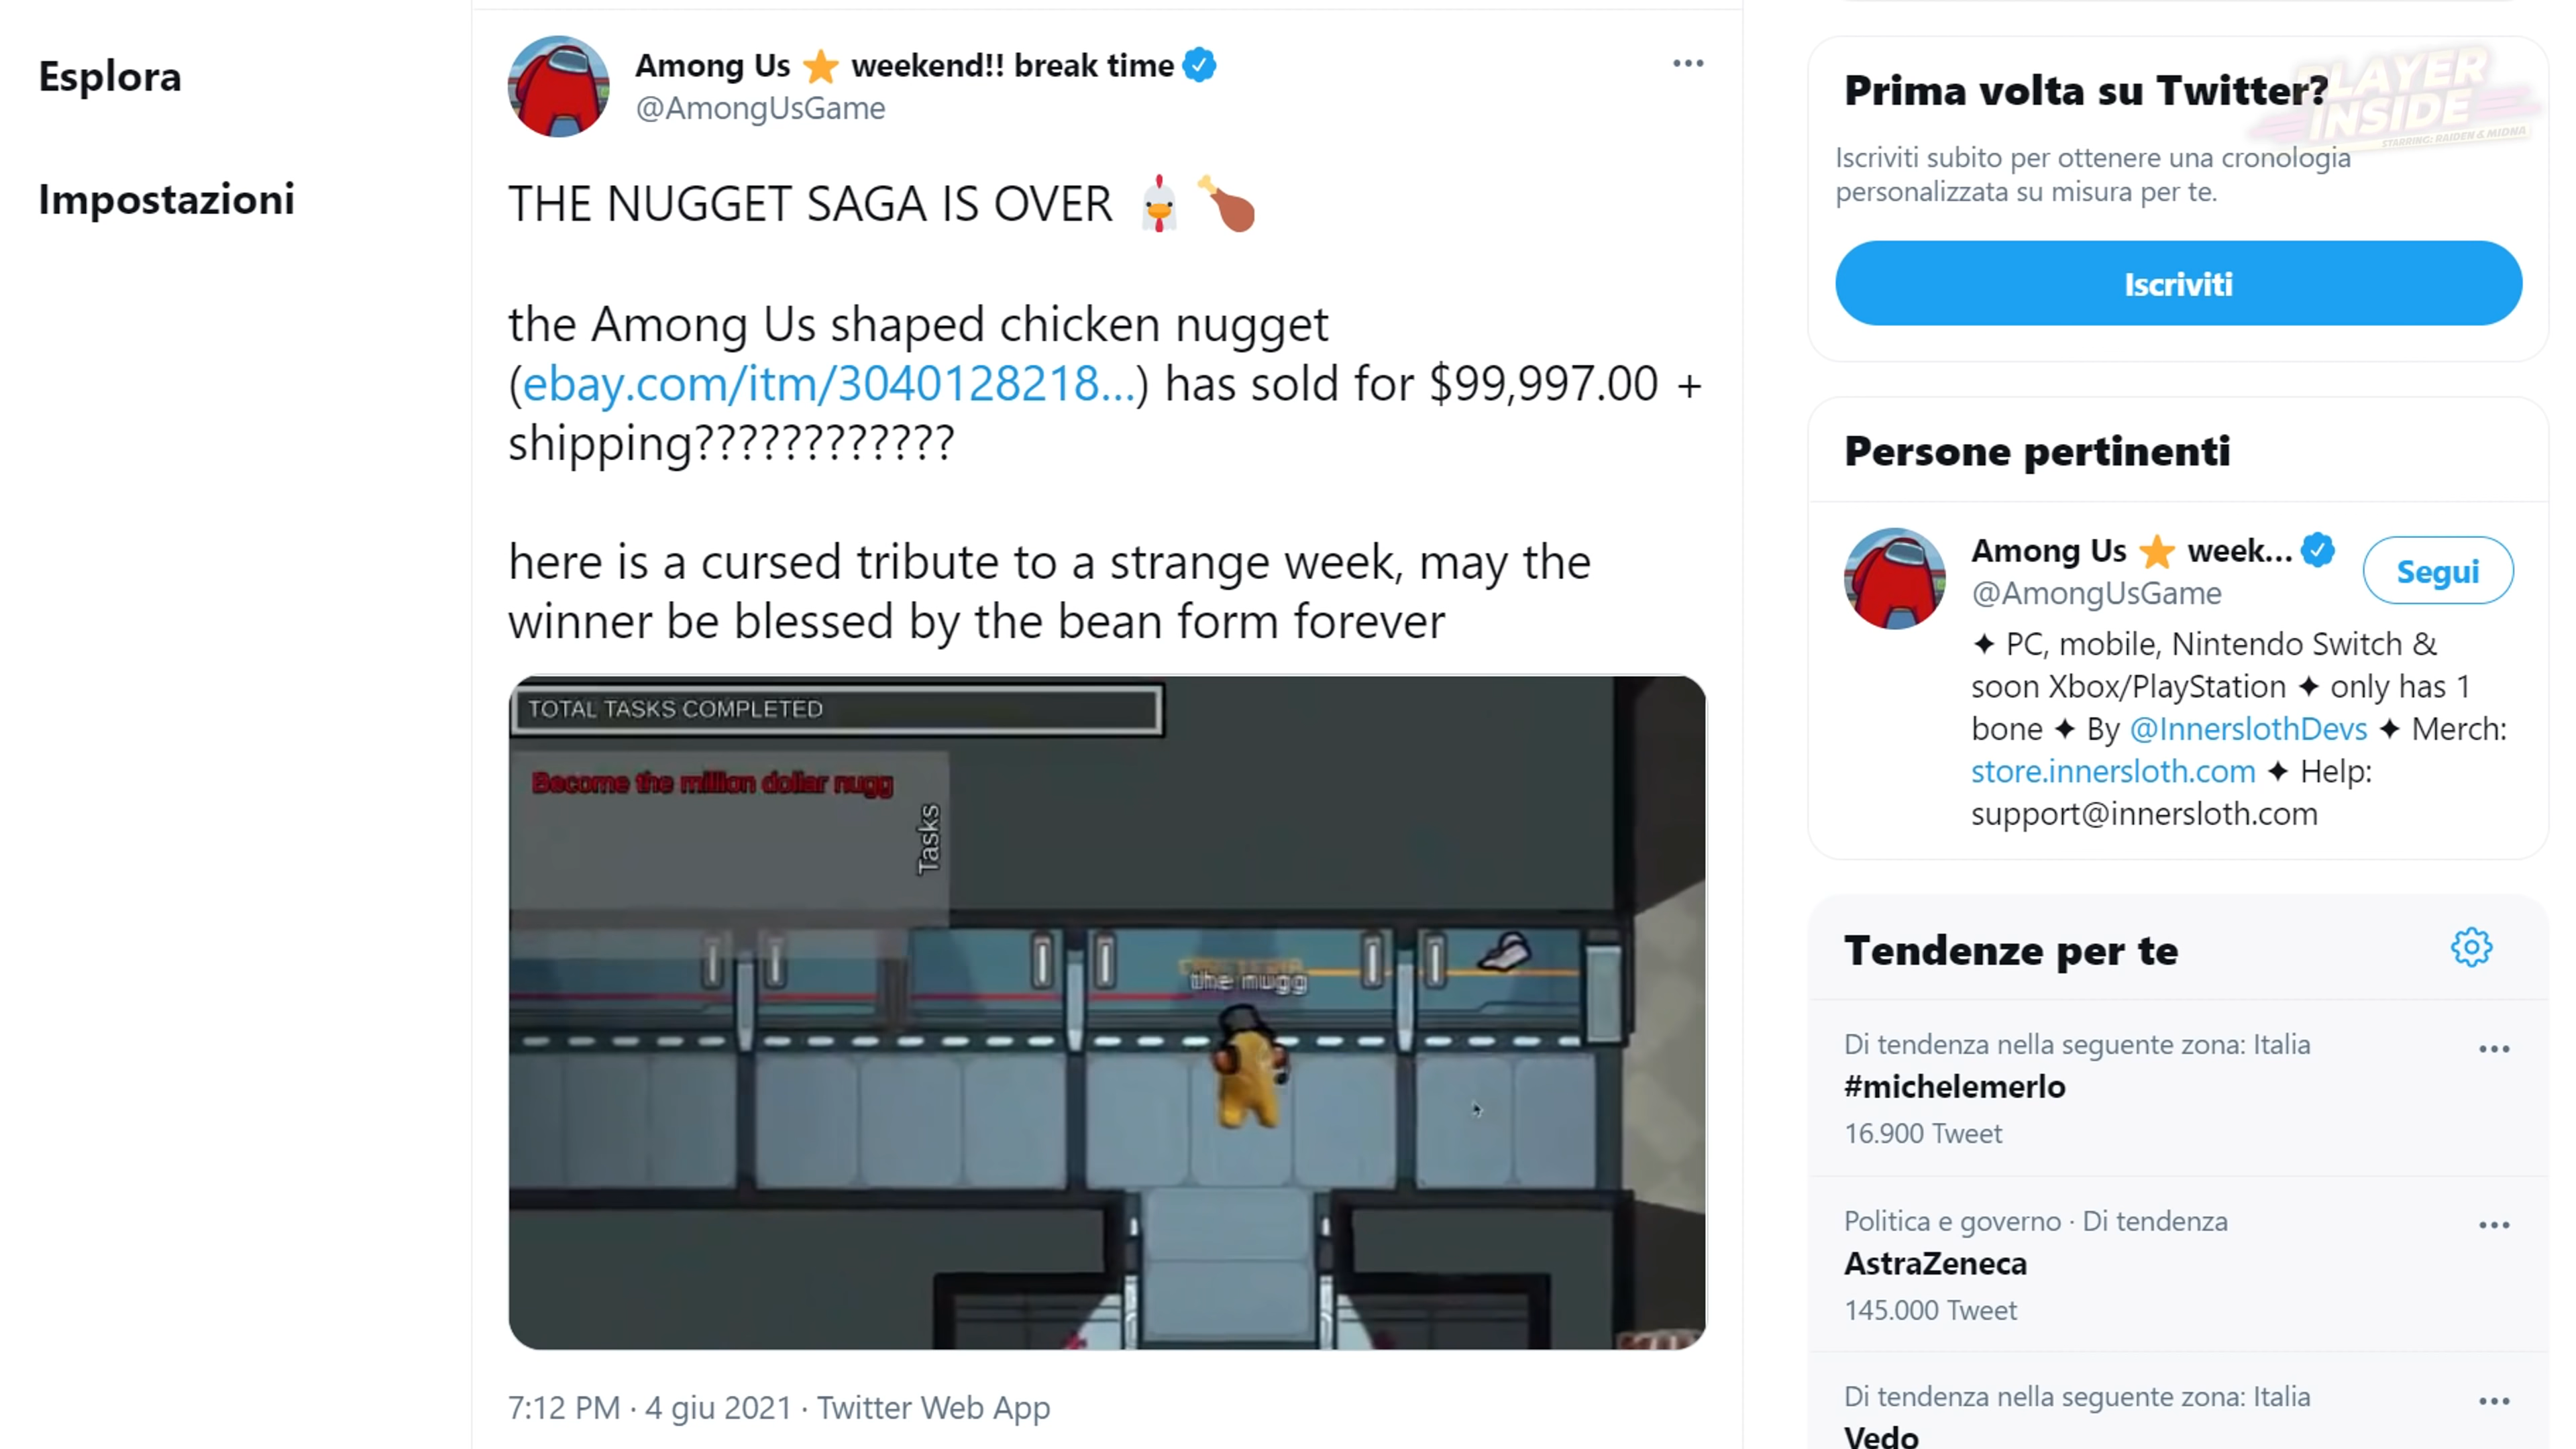 Esplora
Impostazioni
Among Us ⭐ weekend!! break time
@AmongUsGame
THE NUGGET SAGA IS OVER 🐔 🍗
the Among Us shaped chicken nugget
(ebay.com/itm/3040128218...) has sold for $99,997.00 +
shipping????????????
here is a cursed tribute to a strange week, may the
winner be blessed by the bean form forever
TOTAL TASKS COMPLETED
Become the million dollar nugg
Tasks
the nugg
7:12 PM · 4 giu 2021 · Twitter Web App
PLAYER
INSIDE
STARRING: RAIDEN & MIDNA
Prima volta su Twitter?
Iscriviti subito per ottenere una cronologia
personalizzata su misura per te.
Iscriviti
Persone pertinenti
Among Us ⭐ week...
@AmongUsGame
Segui
✦ PC, mobile, Nintendo Switch &
soon Xbox/PlayStation ✦ only has 1
bone ✦ By @InnerslothDevs ✦ Merch:
store.innersloth.com ✦ Help:
support@innersloth.com
Tendenze per te
Di tendenza nella seguente zona: Italia
#michelemerlo
16.900 Tweet
Politica e governo · Di tendenza
AstraZeneca
145.000 Tweet
Di tendenza nella seguente zona: Italia
Vedo